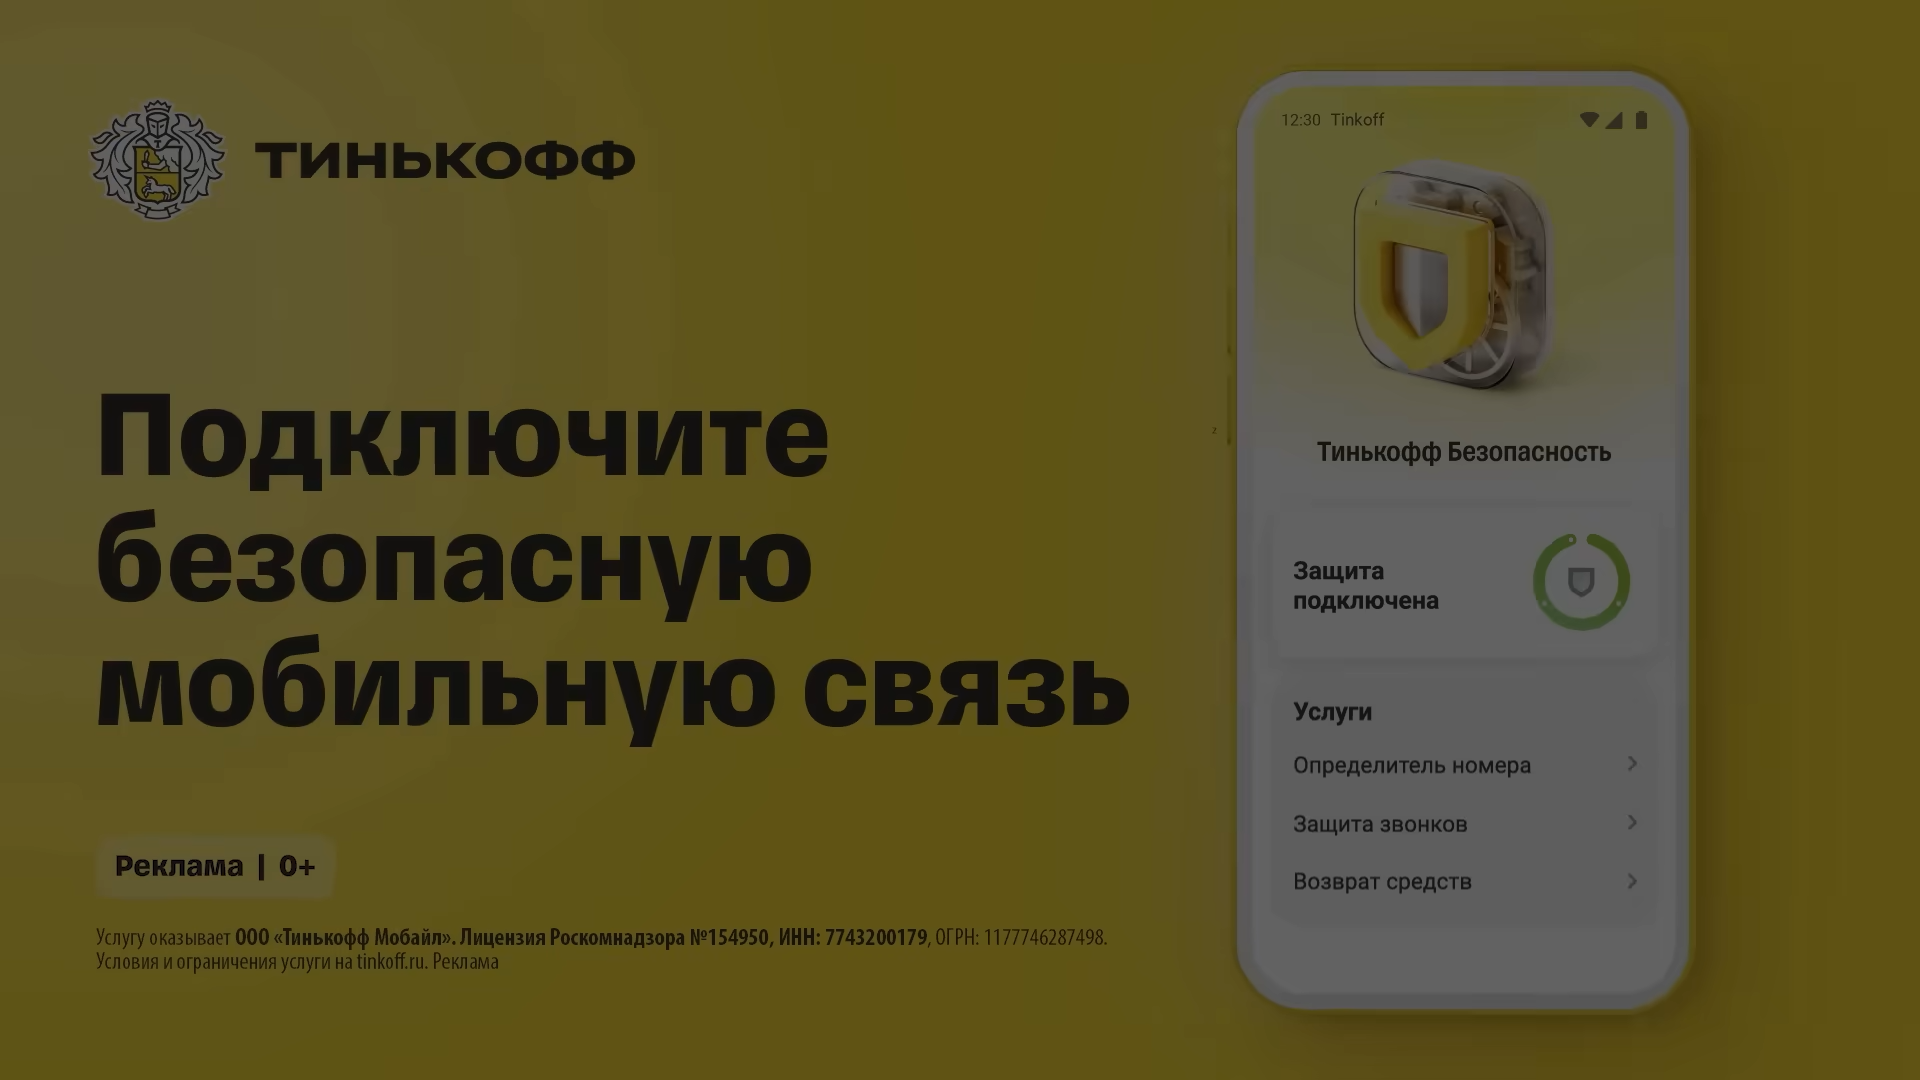 ТИНЬКОФФ
Подключите
безопасную
мобильную связь
Реклама | 0+
Услугу оказывает ООО «Тинькофф Мобайл». Лицензия Роскомнадзора №154950, ИНН: 7743200179, ОГРН: 1177746287498.
Условия и ограничения услуги на tinkoff.ru. Реклама
12:30 Tinkoff
Тинькофф Безопасность
Защита
подключена
Услуги
Определитель номера
Защита звонков
Возврат средств